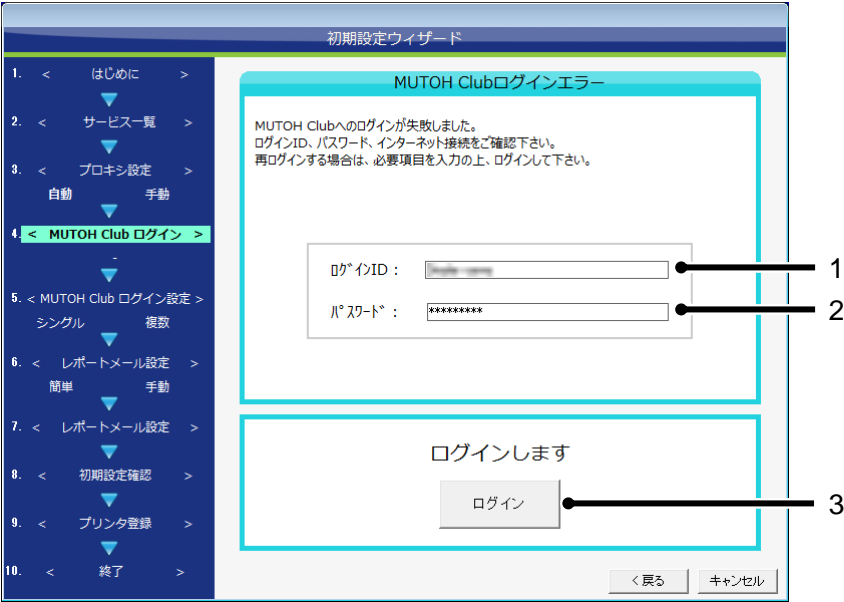 初期設定ウィザード
1. < はじめに >
2. < サービス一覧 >
3. < プロキシ設定 >
自動 手動
4. < MUTOH Club ログイン >
-
5. < MUTOH Club ログイン設定 >
シングル 複数
6. < レポートメール設定 >
簡単 手動
7. < レポートメール設定 >
8. < 初期設定確認 >
9. < プリンタ登録 >
10. < 終了 >
MUTOH Clubログインエラー
MUTOH Clubへのログインが失敗しました。
ログインID、パスワード、インターネット接続をご確認下さい。
再ログインする場合は、必要項目を入力の上、ログインして下さい。
ログインID :
1
パスワード : *********
2
ログインします
ログイン
3
< 戻る キャンセル